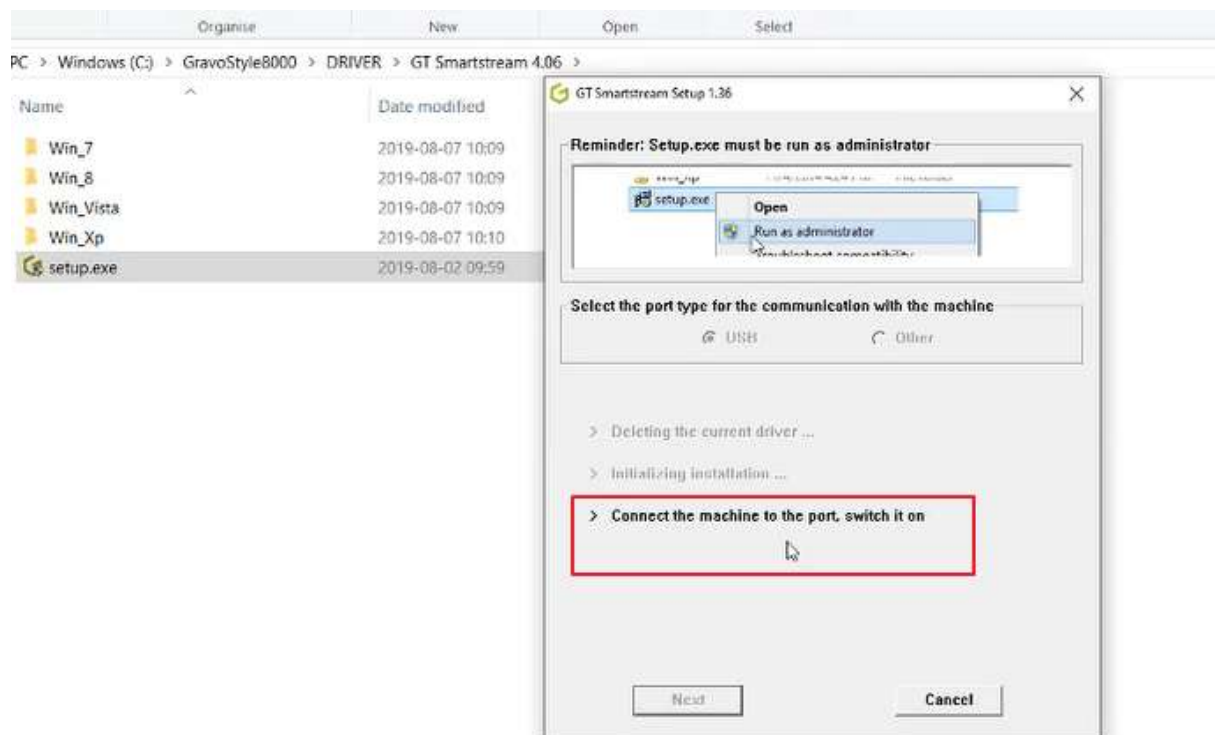 Organise New Open Select
PC > Windows (C:) > GravoStyle8000 > DRIVER > GT Smartstream 4.06 >
Name Date modified
Win_7 2019-08-07 10:09
Win_8 2019-08-07 10:09
Win_Vista 2019-08-07 10:09
Win_Xp 2019-08-07 10:10
setup.exe 2019-08-02 09:59
GT Smartstream Setup 1.36
Reminder: Setup.exe must be run as administrator
setup.exe
Open
Run as administrator
Troubleshoot compatibility
Select the port type for the communication with the machine
USB Other
> Deleting the current driver ...
> Initializing installation ...
> Connect the machine to the port, switch it on
Next Cancel